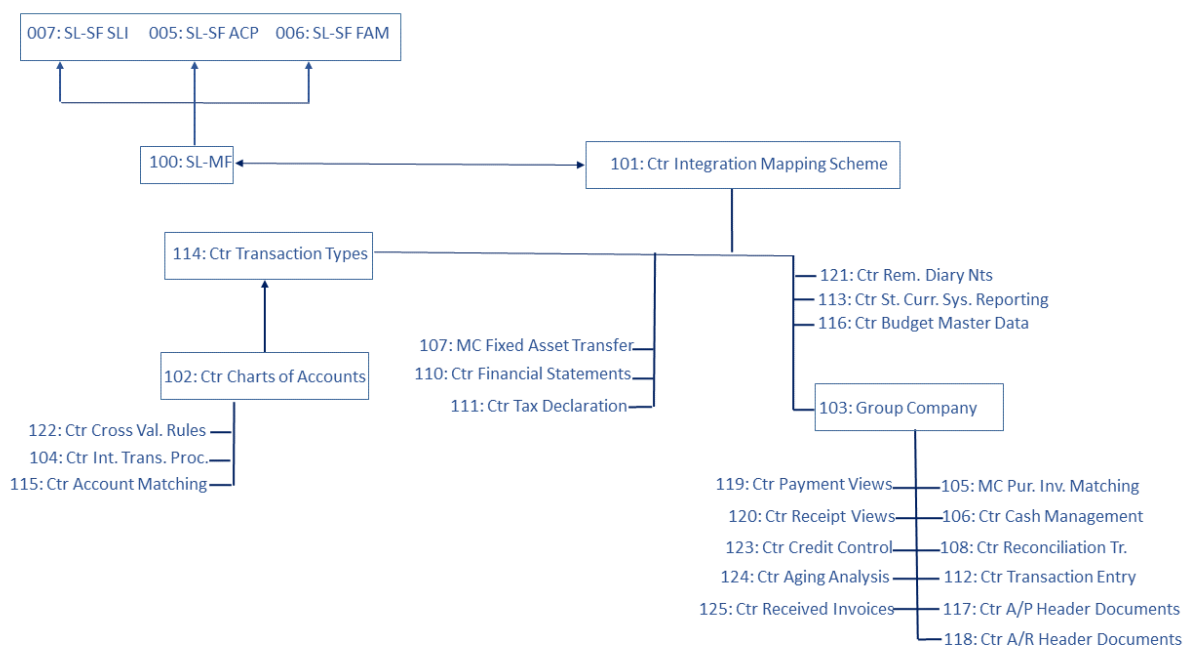 007: SL-SF SLI 005: SL-SF ACP 006: SL-SF FAM
100: SL-MF
101: Ctr Integration Mapping Scheme
114: Ctr Transaction Types
121: Ctr Rem. Diary Nts
113: Ctr St. Curr. Sys. Reporting
116: Ctr Budget Master Data
107: MC Fixed Asset Transfer
110: Ctr Financial Statements
111: Ctr Tax Declaration
102: Ctr Charts of Accounts
103: Group Company
122: Ctr Cross Val. Rules
104: Ctr Int. Trans. Proc.
115: Ctr Account Matching
119: Ctr Payment Views
105: MC Pur. Inv. Matching
120: Ctr Receipt Views
106: Ctr Cash Management
123: Ctr Credit Control
108: Ctr Reconciliation Tr.
124: Ctr Aging Analysis
112: Ctr Transaction Entry
125: Ctr Received Invoices
117: Ctr A/P Header Documents
118: Ctr A/R Header Documents